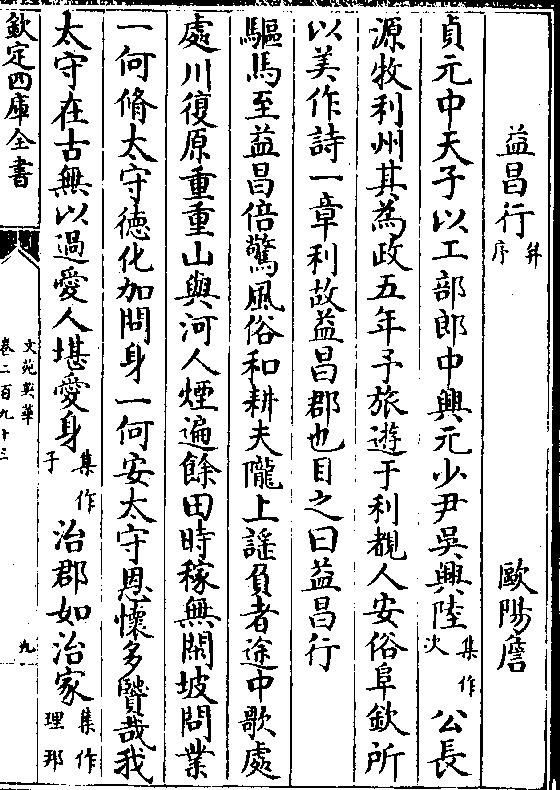 益昌行 并序 歐陽詹
貞元中天子以工部郎中興元少尹吳興陸 集作次 公長
源牧利州其為政五年予旅遊于利覩人安俗阜欽所
以美作詩一章利故益昌郡也目之曰益昌行
驅馬至益昌倍驚風俗和耕夫隴上謡負者途中歌處
處川復原重重山與河人煙遍餘田時稼無閒坡問業
一何脩太守德化加問身一何安太守恩懷多賢哉我
太守在古無以過愛人堪愛身 集作子 治郡如治家 集作理邦
欽定四庫全書
文苑英華
卷二百九十三
九